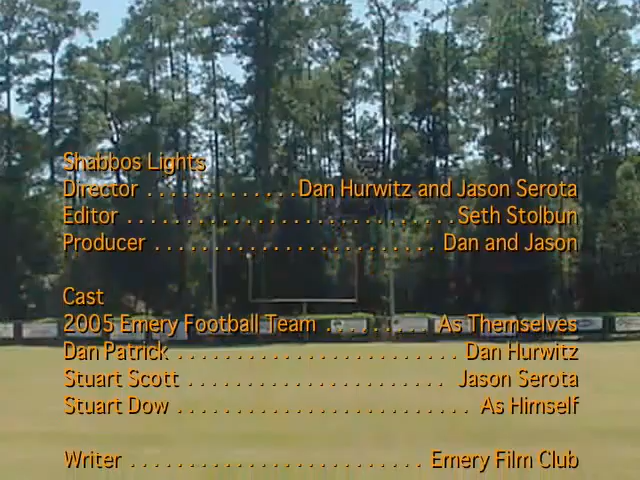 Shabbos Lights
Director . . . . . . . . . . . . . Dan Hurwitz and Jason Serota
Editor . . . . . . . . . . . . . . . . . . . . . . . . . . . . Seth Stolbun
Producer . . . . . . . . . . . . . . . . . . . . . . . . Dan and Jason
Cast
2005 Emery Football Team . . . . . . . . . As Themselves
Dan Patrick . . . . . . . . . . . . . . . . . . . . . . . . Dan Hurwitz
Stuart Scott . . . . . . . . . . . . . . . . . . . . . . Jason Serota
Stuart Dow . . . . . . . . . . . . . . . . . . . . . . . . . As Himself
Writer . . . . . . . . . . . . . . . . . . . . . . . . . Emery Film Club